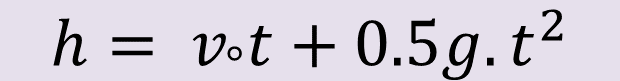 h = v∘t + 0.5g. t²